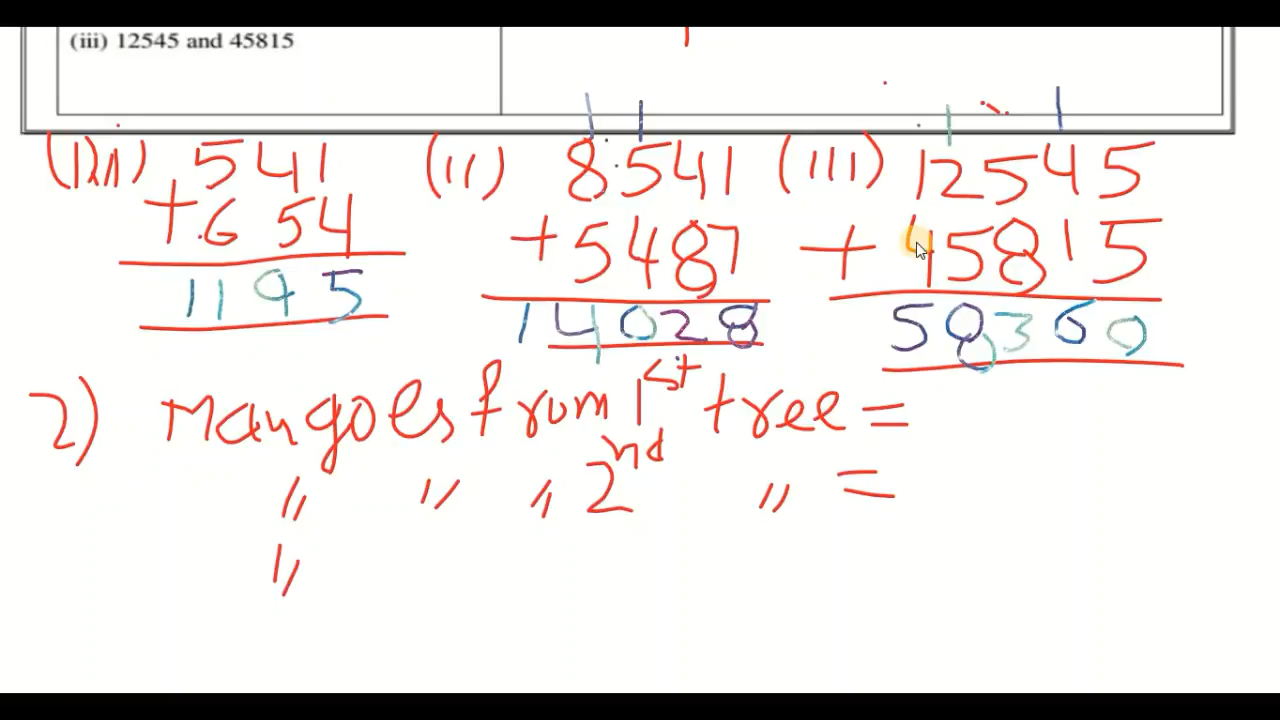 (iii) 12545 and 45815
(i) 541 (ii) 8541 (iii) 12545
+ 654 + 5487 + 45815
1195 14028 58360
2) Mangoes from 1st tree =
" " " 2nd " =
"